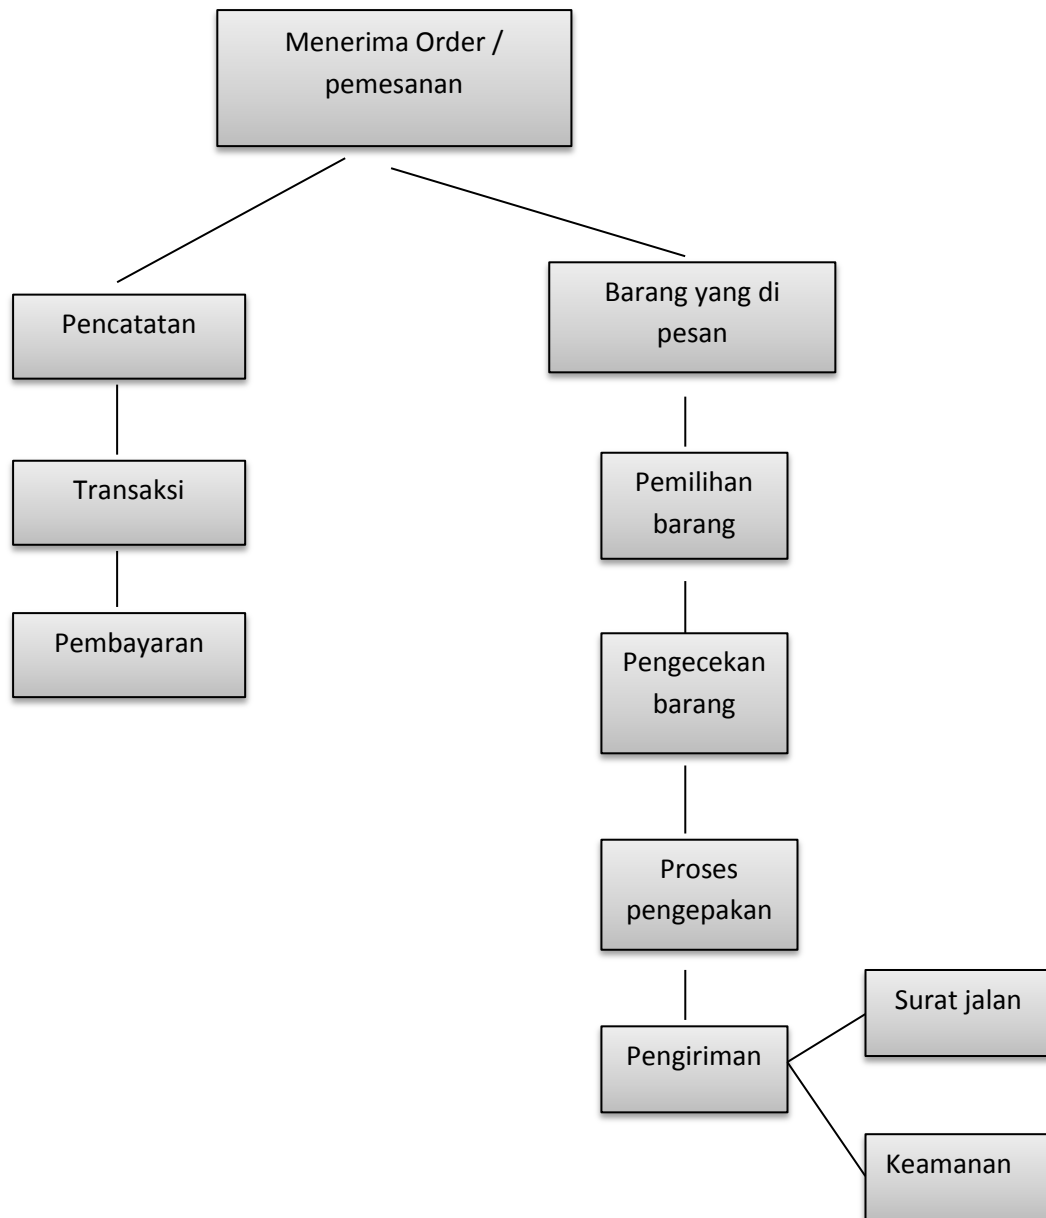 Menerima Order /
pemesanan
Pencatatan
Transaksi
Pembayaran
Barang yang di
pesan
Pemilihan
barang
Pengecekan
barang
Proses
pengepakan
Pengiriman
Surat jalan
Keamanan